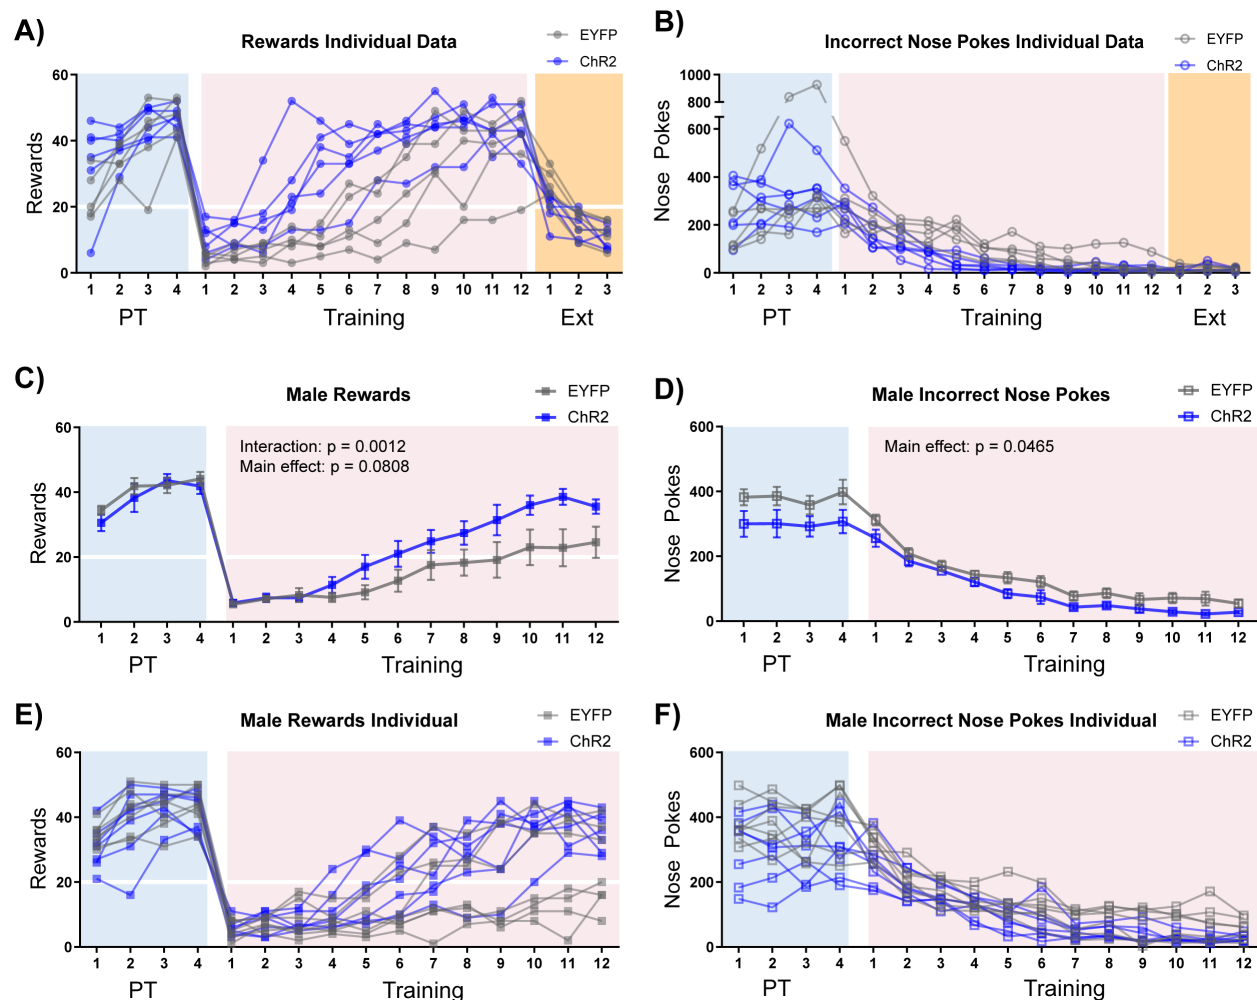 A)
Rewards Individual Data
EYFP
ChR2
Rewards
60
40
20
0
1 2 3 4 1 2 3 4 5 6 7 8 9 10 11 12 1 2 3
PT Training Ext
B)
Incorrect Nose Pokes Individual Data
EYFP
ChR2
Nose Pokes
1000
800
600
400
200
0
1 2 3 4 1 2 3 4 5 6 7 8 9 10 11 12 1 2 3
PT Training Ext
C)
Male Rewards
EYFP
ChR2
Interaction: p = 0.0012
Main effect: p = 0.0808
Rewards
60
40
20
0
1 2 3 4 1 2 3 4 5 6 7 8 9 10 11 12
PT Training
D)
Male Incorrect Nose Pokes
EYFP
ChR2
Main effect: p = 0.0465
Nose Pokes
600
400
200
0
1 2 3 4 1 2 3 4 5 6 7 8 9 10 11 12
PT Training
E)
Male Rewards Individual
EYFP
ChR2
Rewards
60
40
20
0
1 2 3 4 1 2 3 4 5 6 7 8 9 10 11 12
PT Training
F)
Male Incorrect Nose Pokes Individual
EYFP
ChR2
Nose Pokes
600
400
200
0
1 2 3 4 1 2 3 4 5 6 7 8 9 10 11 12
PT Training